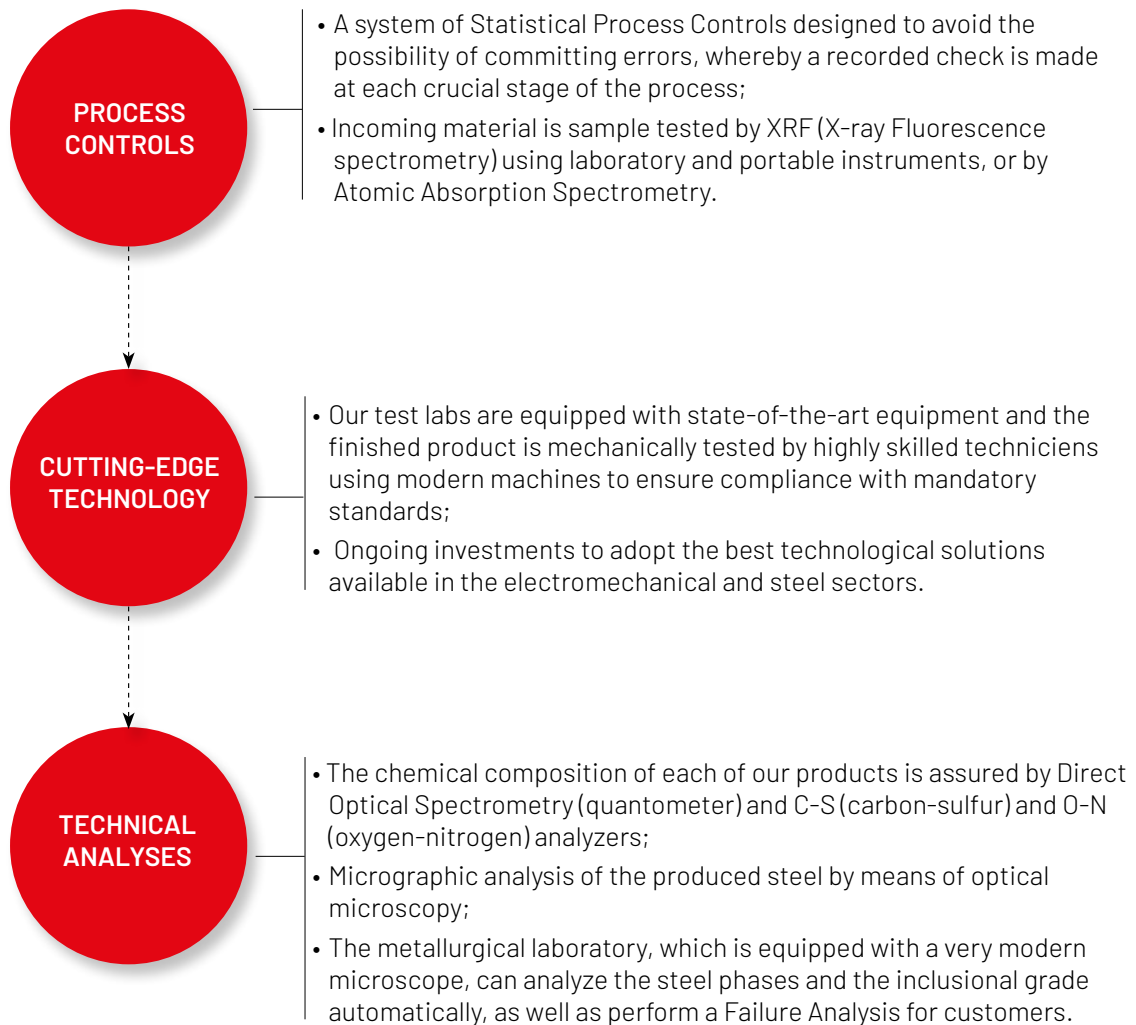 PROCESS
CONTROLS
• A system of Statistical Process Controls designed to avoid the
possibility of committing errors, whereby a recorded check is made
at each crucial stage of the process;
• Incoming material is sample tested by XRF (X-ray Fluorescence
spectrometry) using laboratory and portable instruments, or by
Atomic Absorption Spectrometry.
CUTTING-EDGE
TECHNOLOGY
• Our test labs are equipped with state-of-the-art equipment and the
finished product is mechanically tested by highly skilled techniciens
using modern machines to ensure compliance with mandatory
standards;
• Ongoing investments to adopt the best technological solutions
available in the electromechanical and steel sectors.
TECHNICAL
ANALYSES
• The chemical composition of each of our products is assured by Direct
Optical Spectrometry (quantometer) and C-S (carbon-sulfur) and O-N
(oxygen-nitrogen) analyzers;
• Micrographic analysis of the produced steel by means of optical
microscopy;
• The metallurgical laboratory, which is equipped with a very modern
microscope, can analyze the steel phases and the inclusional grade
automatically, as well as perform a Failure Analysis for customers.